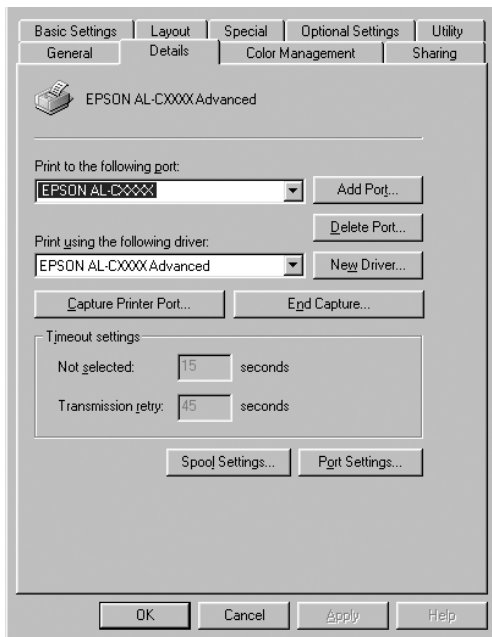 Basic Settings Layout Special Optional Settings Utility
General Details Color Management Sharing
EPSON AL-CXXXX Advanced
Print to the following port:
EPSON AL-CXXXX
Add Port...
Delete Port...
Print using the following driver:
EPSON AL-CXXXX Advanced
New Driver...
Capture Printer Port... End Capture...
Timeout settings
Not selected: 15 seconds
Transmission retry: 45 seconds
Spool Settings... Port Settings...
OK Cancel Apply Help